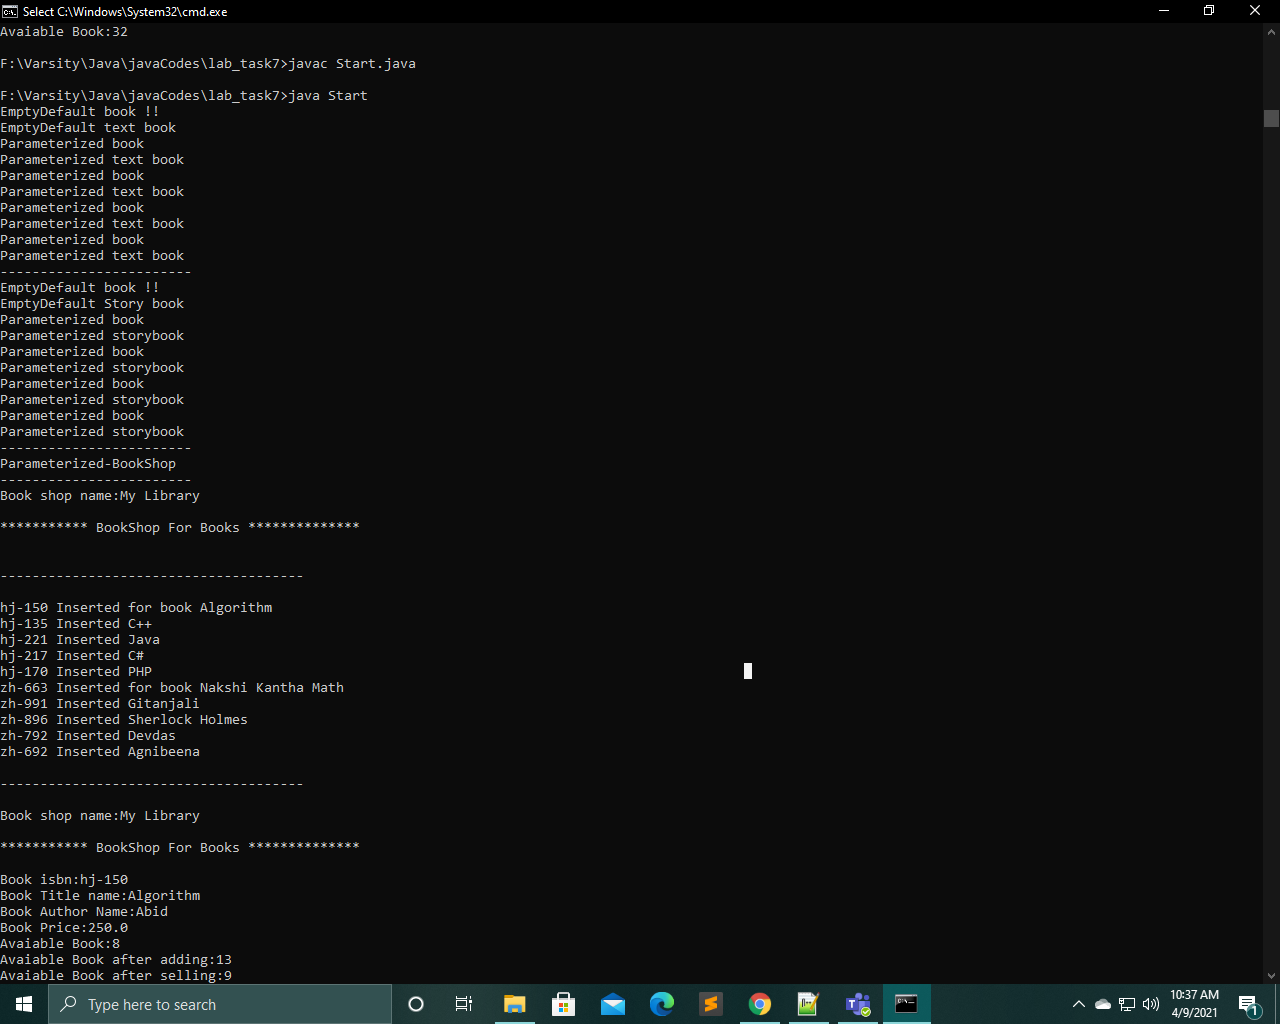 Select C:\Windows\System32\cmd.exe
Avaiable Book:32
F:\Varsity\Java\javaCodes\lab_task7>javac Start.java
F:\Varsity\Java\javaCodes\lab_task7>java Start
EmptyDefault book !!
EmptyDefault text book
Parameterized book
Parameterized text book
Parameterized book
Parameterized text book
Parameterized book
Parameterized text book
Parameterized book
Parameterized text book
------------------------
EmptyDefault book !!
EmptyDefault Story book
Parameterized book
Parameterized storybook
Parameterized book
Parameterized storybook
Parameterized book
Parameterized storybook
Parameterized book
Parameterized storybook
------------------------
Parameterized-BookShop
------------------------
Book shop name:My Library
*********** BookShop For Books **************
--------------------------------------
hj-150 Inserted for book Algorithm
hj-135 Inserted C++
hj-221 Inserted Java
hj-217 Inserted C#
hj-170 Inserted PHP
zh-663 Inserted for book Nakshi Kantha Math
zh-991 Inserted Gitanjali
zh-896 Inserted Sherlock Holmes
zh-792 Inserted Devdas
zh-692 Inserted Agnibeena
--------------------------------------
Book shop name:My Library
*********** BookShop For Books **************
Book isbn:hj-150
Book Title name:Algorithm
Book Author Name:Abid
Book Price:250.0
Avaiable Book:8
Avaiable Book after adding:13
Avaiable Book after selling:9
Type here to search
10:37 AM
4/9/2021
1